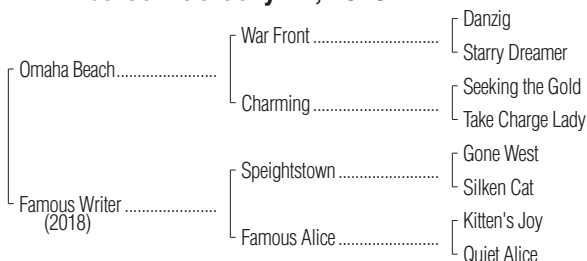 War Front
Danzig
Starry Dreamer
Omaha Beach
Charming
Seeking the Gold
Take Charge Lady
Speightstown
Gone West
Silken Cat
Famous Writer
(2018)
Famous Alice
Kitten's Joy
Quiet Alice